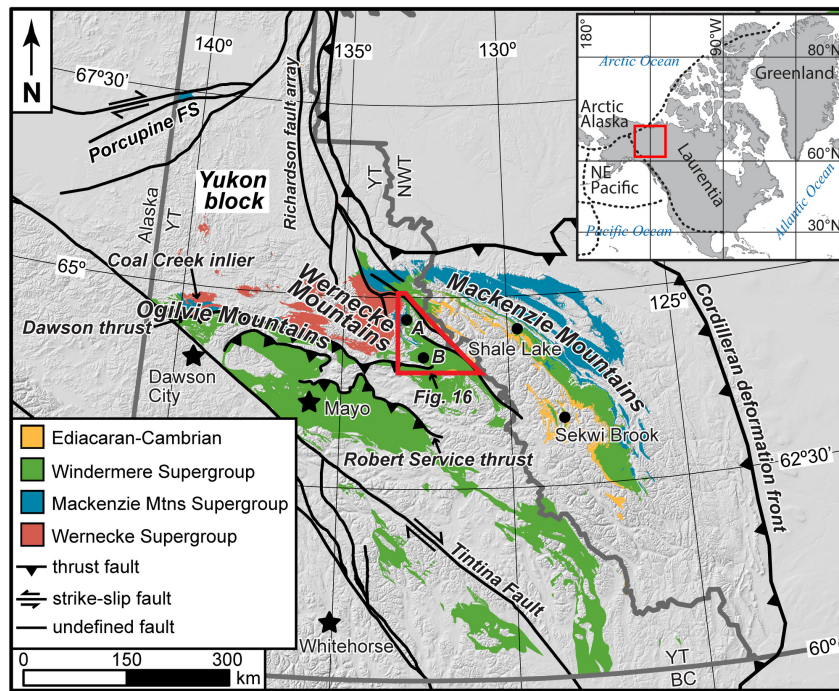 N
140º
135º
130º
67º30'
Porcupine FS
Richardson fault array
YT
NWT
Yukon
block
Alaska
YT
65º
Coal Creek inlier
Wernecke
Mountains
Ogilvie Mountains
Mackenzie Mountains
125º
Dawson thrust
A
Shale Lake
B
Dawson
City
Fig. 16
Mayo
Sekwi Brook
Cordilleran deformation front
Robert Service thrust
62º30'
Tintina Fault
Whitehorse
60º
YT
BC
180º
90ºW
80ºN
Arctic Ocean
Greenland
Arctic
Alaska
60ºN
Laurentia
NE
Pacific
Atlantic Ocean
Pacific Ocean
30ºN
Ediacaran-Cambrian
Windermere Supergroup
Mackenzie Mtns Supergroup
Wernecke Supergroup
thrust fault
strike-slip fault
undefined fault
0 150 300
km